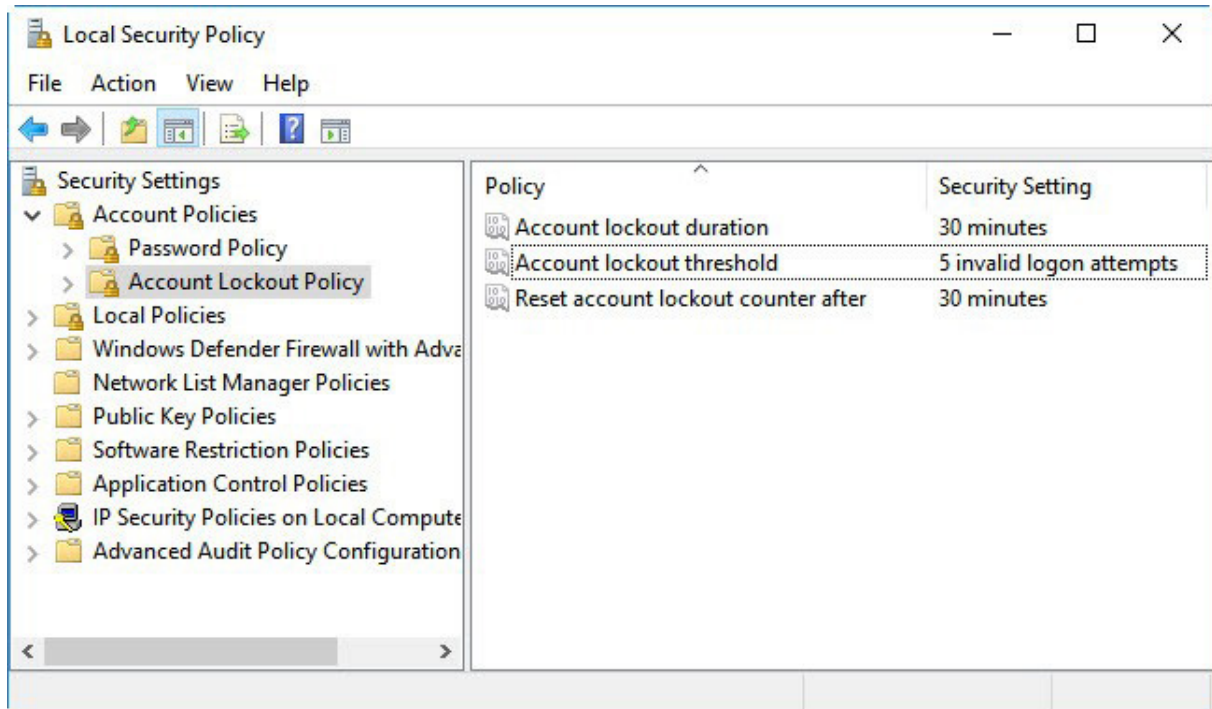 Local Security Policy
File Action View Help
Security Settings
Account Policies
Password Policy
Account Lockout Policy
Local Policies
Windows Defender Firewall with Adva
Network List Manager Policies
Public Key Policies
Software Restriction Policies
Application Control Policies
IP Security Policies on Local Compute
Advanced Audit Policy Configuration
Policy Security Setting
Account lockout duration 30 minutes
Account lockout threshold 5 invalid logon attempts
Reset account lockout counter after 30 minutes